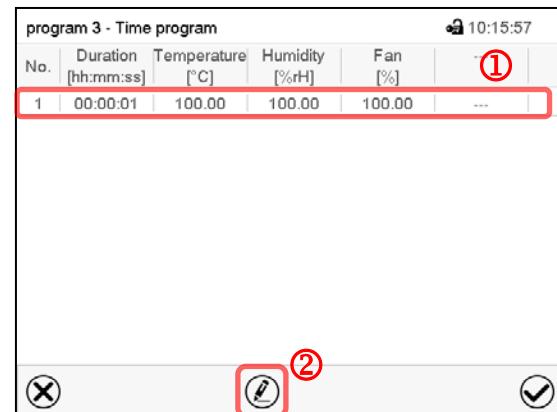 program 3 - Time program 10:15:57
No. Duration [hh:mm:ss] Temperature [°C] Humidity [%rH] Fan [%] ---
①
1 00:00:01 100.00 100.00 100.00 ---
②